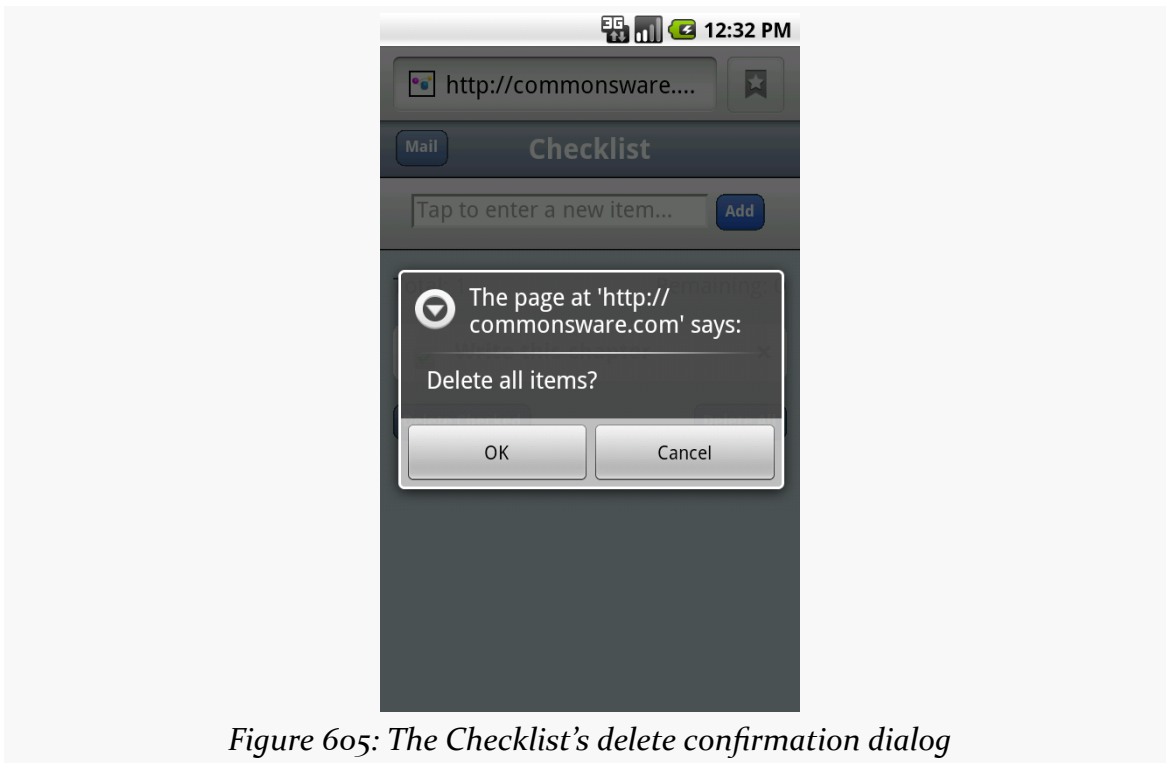 3G 12:32 PM
http://commonsware....
Mail Checklist
Tap to enter a new item... Add
The page at 'http://
commonsware.com' says:
Delete all items?
OK Cancel
Figure 605: The Checklist’s delete confirmation dialog